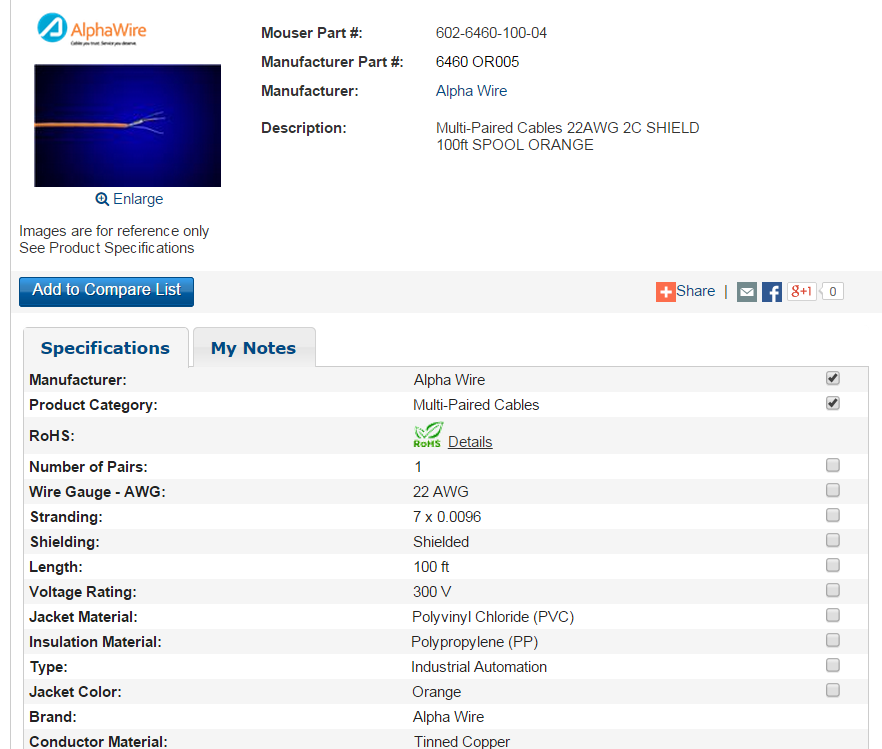 AlphaWire
Cables you trust. Service you deserve.
Mouser Part #: 602-6460-100-04
Manufacturer Part #: 6460 OR005
Manufacturer: Alpha Wire
Description: Multi-Paired Cables 22AWG 2C SHIELD
100ft SPOOL ORANGE
Enlarge
Images are for reference only
See Product Specifications
Add to Compare List
Share |
g+1 0
Specifications My Notes
Manufacturer: Alpha Wire
Product Category: Multi-Paired Cables
RoHS: RoHS Details
Number of Pairs: 1
Wire Gauge - AWG: 22 AWG
Stranding: 7 x 0.0096
Shielding: Shielded
Length: 100 ft
Voltage Rating: 300 V
Jacket Material: Polyvinyl Chloride (PVC)
Insulation Material: Polypropylene (PP)
Type: Industrial Automation
Jacket Color: Orange
Brand: Alpha Wire
Conductor Material: Tinned Copper